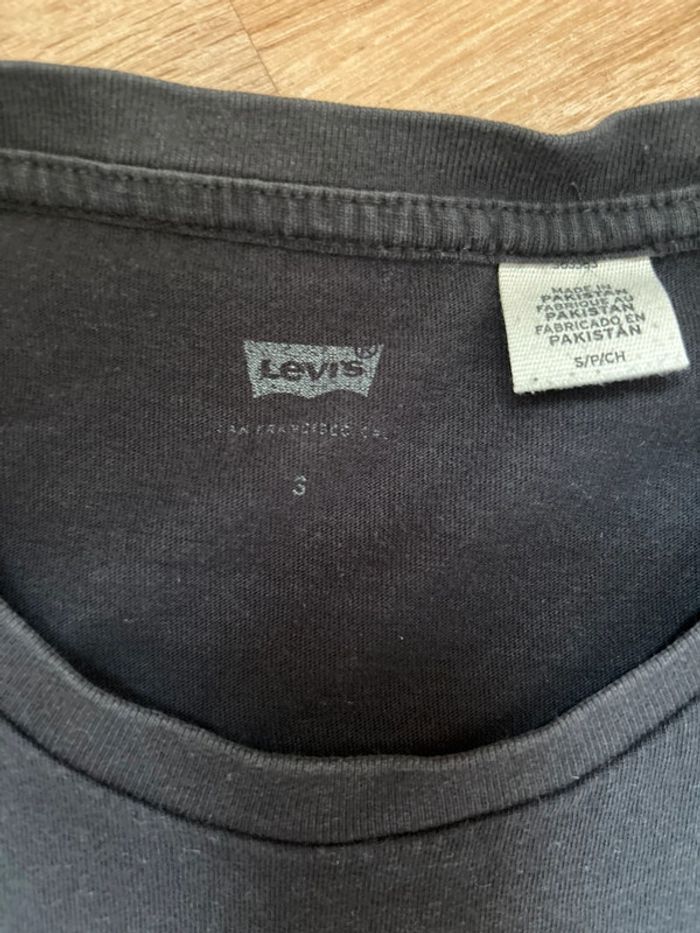 MADE IN
PAKISTAN
FABRIQUÉ AU
PAKISTAN
FABRICADO EN
PAKISTÁN
S/P/CH
Levi's®
SAN FRANCISCO, CAL
S